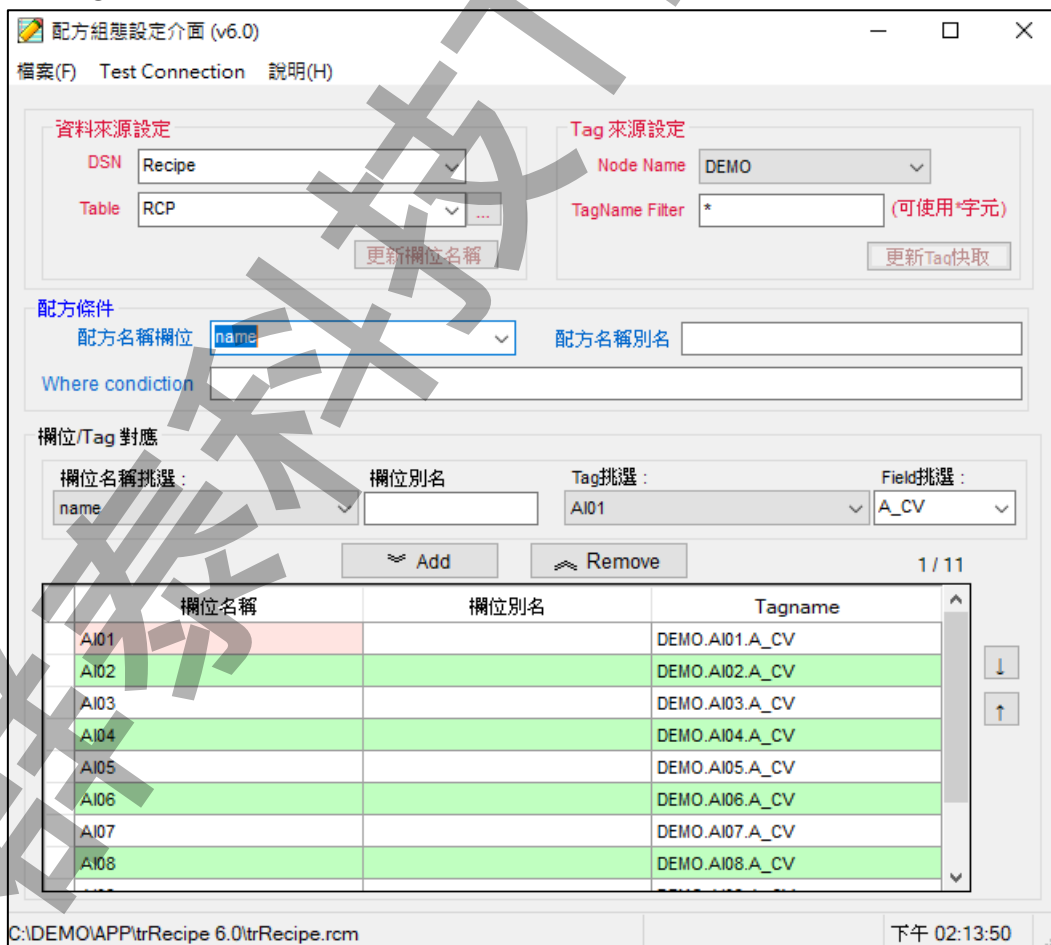 配方組態設定介面 (v6.0)
檔案(F) Test Connection 說明(H)
資料來源設定
DSN Recipe
Table RCP ...
更新欄位名稱
Tag 來源設定
Node Name DEMO
TagName Filter * (可使用*字元)
更新Tag快取
配方條件
配方名稱欄位 name 配方名稱別名
Where condiction
欄位/Tag 對應
欄位名稱挑選 : 欄位別名 Tag挑選 : Field挑選 :
name AI01 A_CV
Add Remove 1 / 11
欄位名稱 欄位別名 Tagname
AI01 DEMO.AI01.A_CV
AI02 DEMO.AI02.A_CV
AI03 DEMO.AI03.A_CV
AI04 DEMO.AI04.A_CV
AI05 DEMO.AI05.A_CV
AI06 DEMO.AI06.A_CV
AI07 DEMO.AI07.A_CV
AI08 DEMO.AI08.A_CV
↓
↑
C:\DEMO\APP\trRecipe 6.0\trRecipe.rcm 下午 02:13:50
泰科技